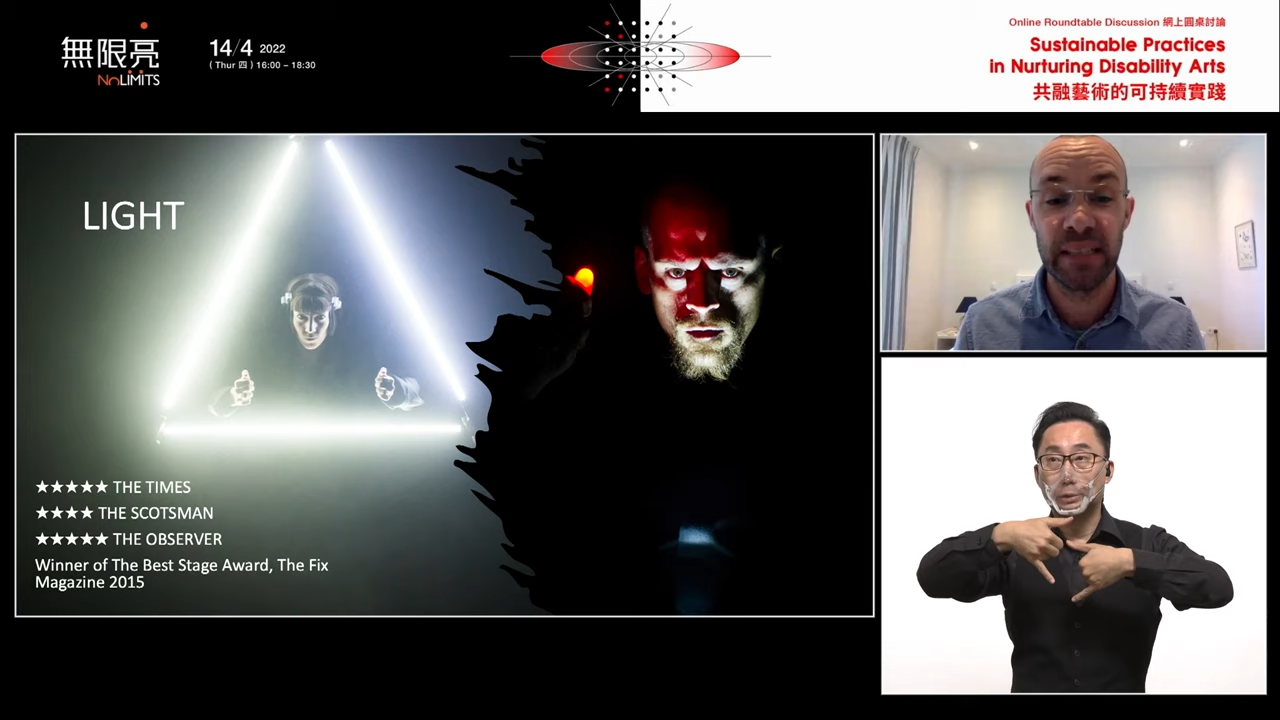 無限亮
NoLIMITS
14/4 2022
( Thur 四 ) 16:00 – 18:30
Online Roundtable Discussion 網上圓桌討論
Sustainable Practices
in Nurturing Disability Arts
共融藝術的可持續實踐
LIGHT
★★★★★ THE TIMES
★★★★ THE SCOTSMAN
★★★★★ THE OBSERVER
Winner of The Best Stage Award, The Fix
Magazine 2015